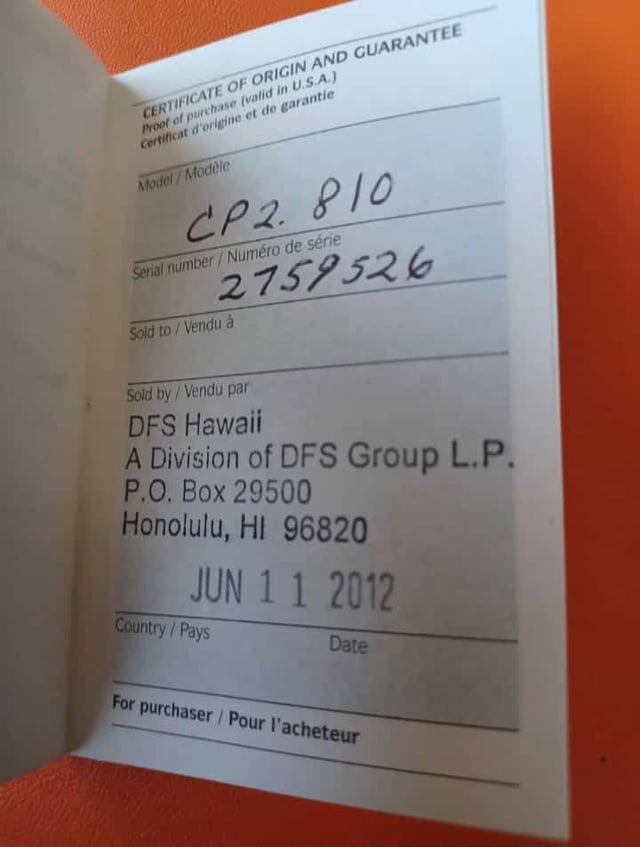 CERTIFICATE OF ORIGIN AND GUARANTEE
Proof of purchase (valid in U.S.A.)
Certificat d'origine et de garantie
Model / Modèle
CP2. 810
Serial number / Numéro de série
2759526
Sold to / Vendu à
Sold by / Vendu par
DFS Hawaii
A Division of DFS Group L.P.
P.O. Box 29500
Honolulu, HI 96820
JUN 11 2012
Country / Pays Date
For purchaser / Pour l'acheteur